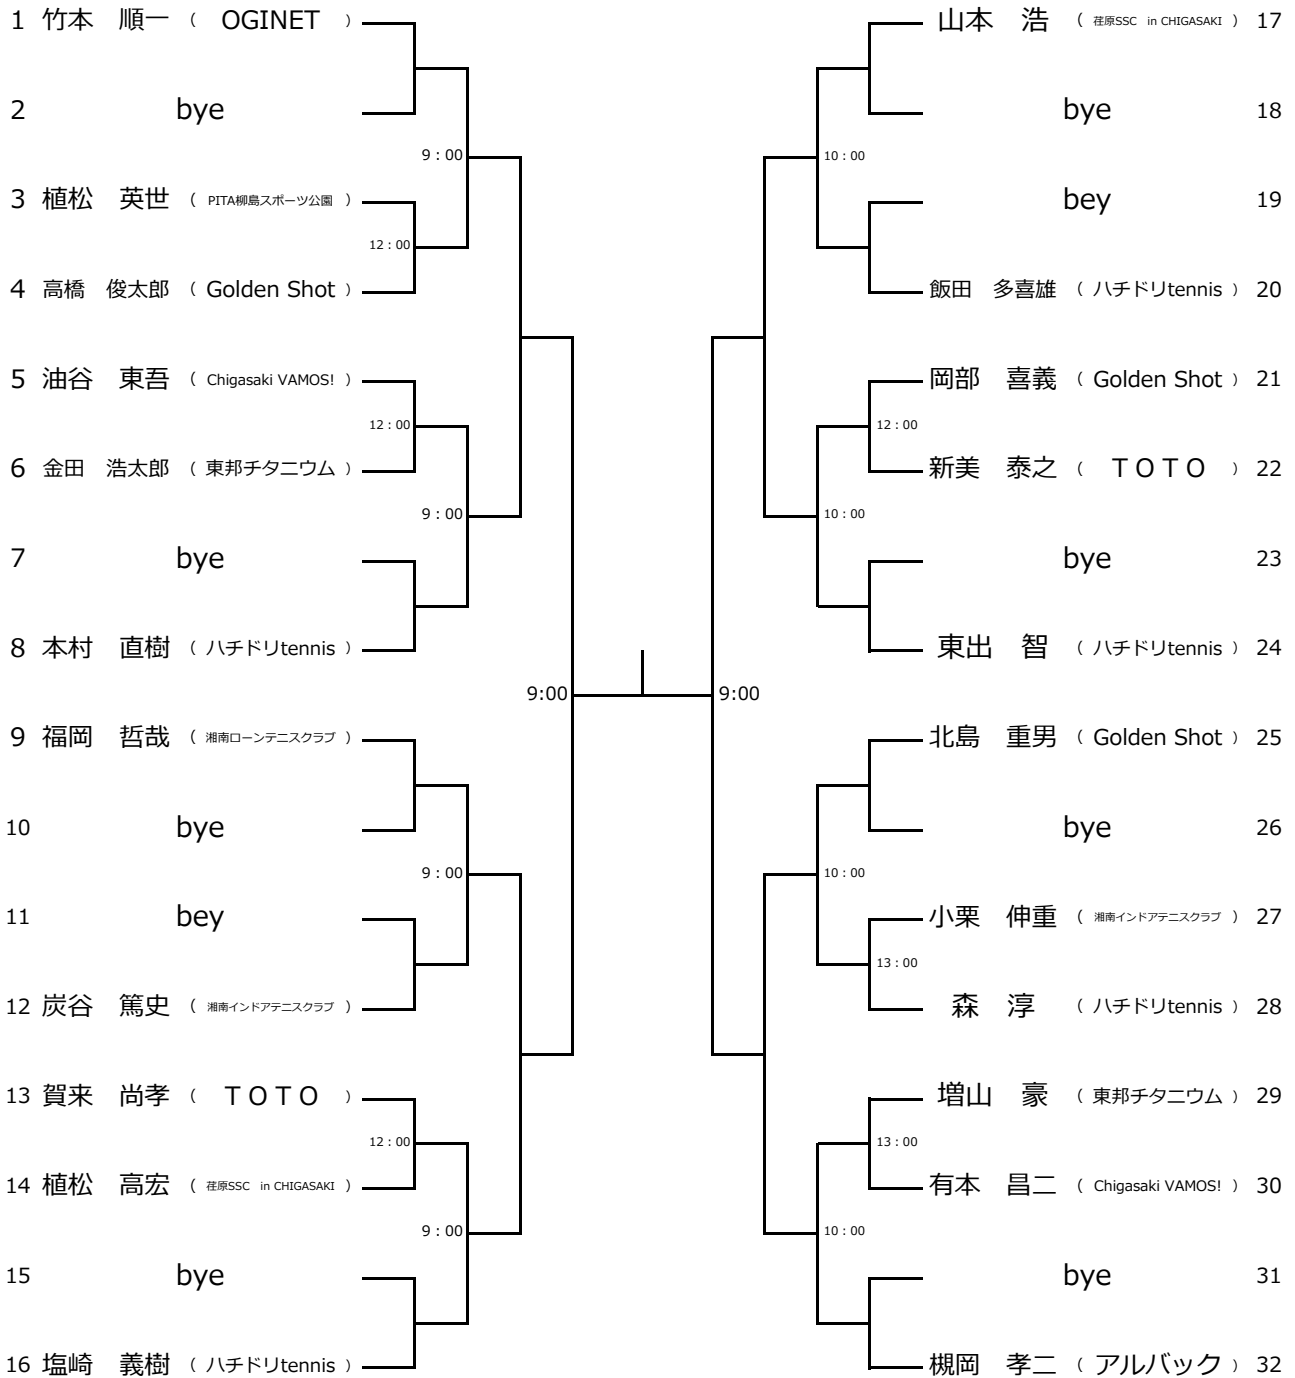 1 竹本 順一 ( OGINET )
2 bye
9：00
3 植松 英世 ( PITA柳島スポーツ公園 )
12：00
4 高橋 俊太郎 ( Golden Shot )
5 油谷 東吾 ( Chigasaki VAMOS! )
12：00
6 金田 浩太郎 ( 東邦チタニウム )
9：00
7 bye
8 本村 直樹 ( ハチドリtennis )
9:00
9 福岡 哲哉 ( 湘南ローンテニスクラブ )
10 bye
9：00
11 bey
12 炭谷 篤史 ( 湘南インドアテニスクラブ )
13 賀来 尚孝 ( ＴＯＴＯ )
12：00
14 植松 高宏 ( 荏原SSC in CHIGASAKI )
9：00
15 bye
16 塩崎 義樹 ( ハチドリtennis )
山本 浩 ( 荏原SSC in CHIGASAKI ) 17
bye 18
10：00
bey 19
飯田 多喜雄 ( ハチドリtennis ) 20
岡部 喜義 ( Golden Shot ) 21
12：00
新美 泰之 ( ＴＯＴＯ ) 22
10：00
bye 23
東出 智 ( ハチドリtennis ) 24
9:00
北島 重男 ( Golden Shot ) 25
bye 26
10：00
小栗 伸重 ( 湘南インドアテニスクラブ ) 27
13：00
森 淳 ( ハチドリtennis ) 28
増山 豪 ( 東邦チタニウム ) 29
13：00
有本 昌二 ( Chigasaki VAMOS! ) 30
10：00
bye 31
槻岡 孝二 ( アルバック ) 32